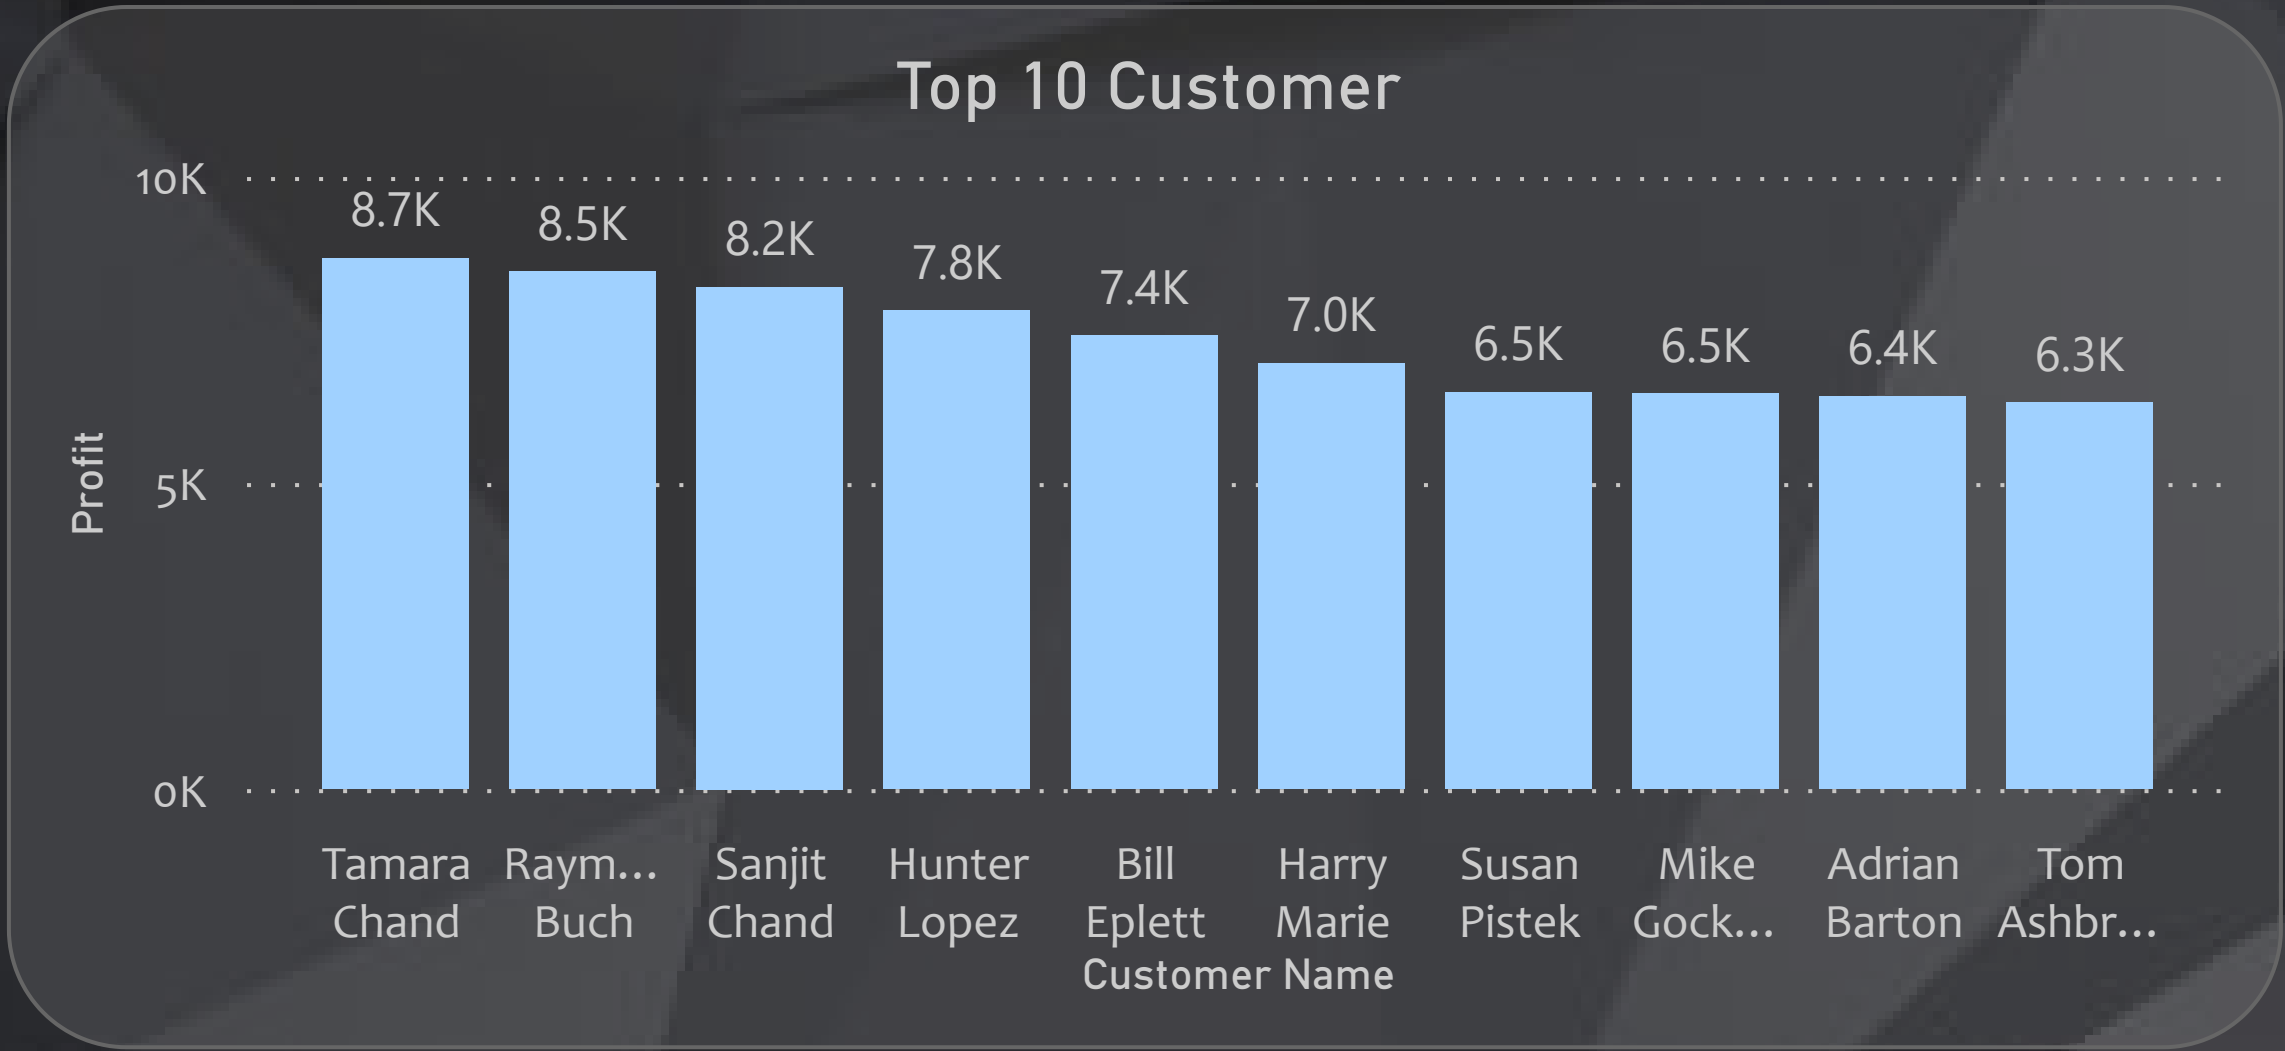 Top 10 Customer
10K
5K
0K
Profit
8.7K
8.5K
8.2K
7.8K
7.4K
7.0K
6.5K
6.5K
6.4K
6.3K
Tamara Chand
Raym... Buch
Sanjit Chand
Hunter Lopez
Bill Eplett
Harry Marie
Susan Pistek
Mike Gock...
Adrian Barton
Tom Ashbr...
Customer Name